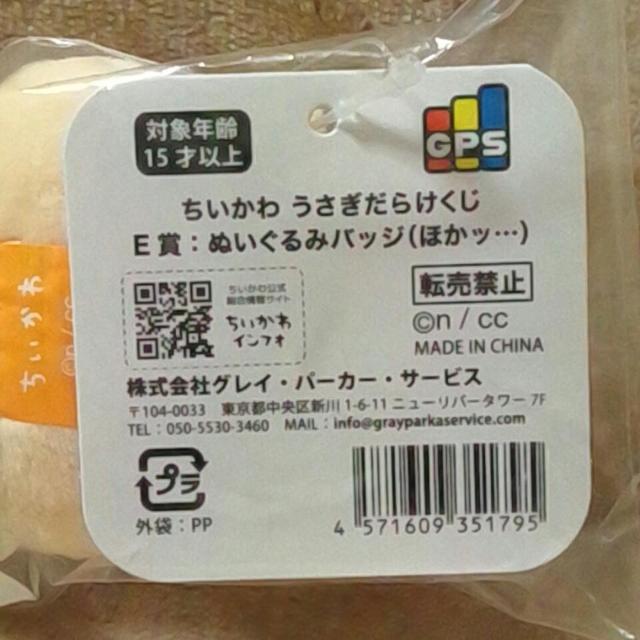 対象年齢
15才以上
GPS
ちいかわ うさぎだらけくじ
E賞：ぬいぐるみバッジ(ほかッ…)
ちいかわ公式
総合情報サイト
ちいかわ
インフォ
転売禁止
©n / cc
MADE IN CHINA
株式会社グレイ・パーカー・サービス
〒104-0033 東京都中央区新川 1-6-11 ニューリバータワー 7F
TEL：050-5530-3460 MAIL：info@grayparkaservice.com
プラ
外袋：PP
4 571609 351795
ちいかわ
©n / cc